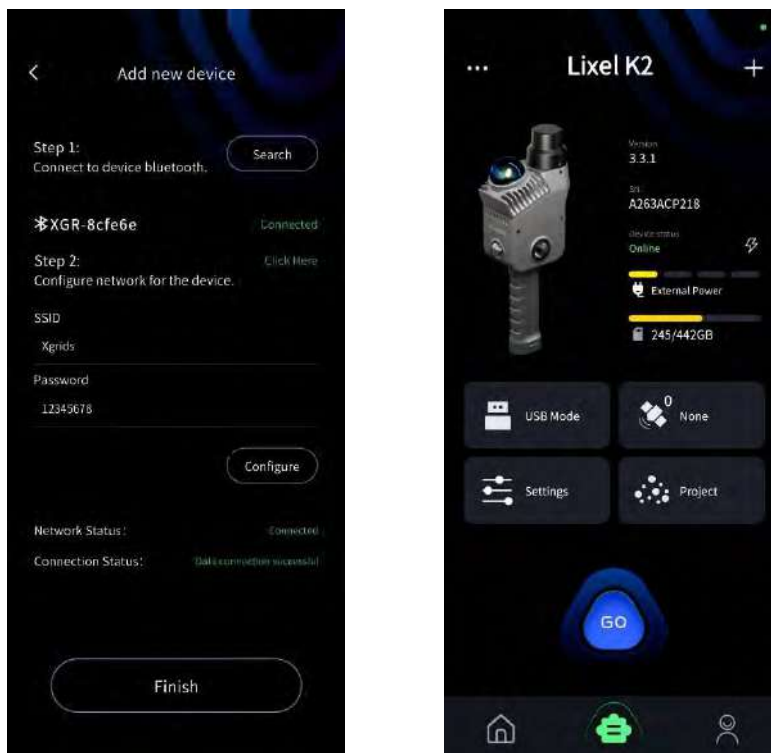 Add new device
Step 1:
Connect to device bluetooth.
Search
XGR-8cfe6e
Connected
Step 2:
Click Here
Configure network for the device.
SSID
Xgrids
Password
12345678
Configure
Network Status:
Connected
Connection Status:
Data connection successful
Finish
Lixel K2
Version
3.3.1
SN
A263ACP218
Device status
Online
External Power
245/442GB
USB Mode
0
None
Settings
Project
GO